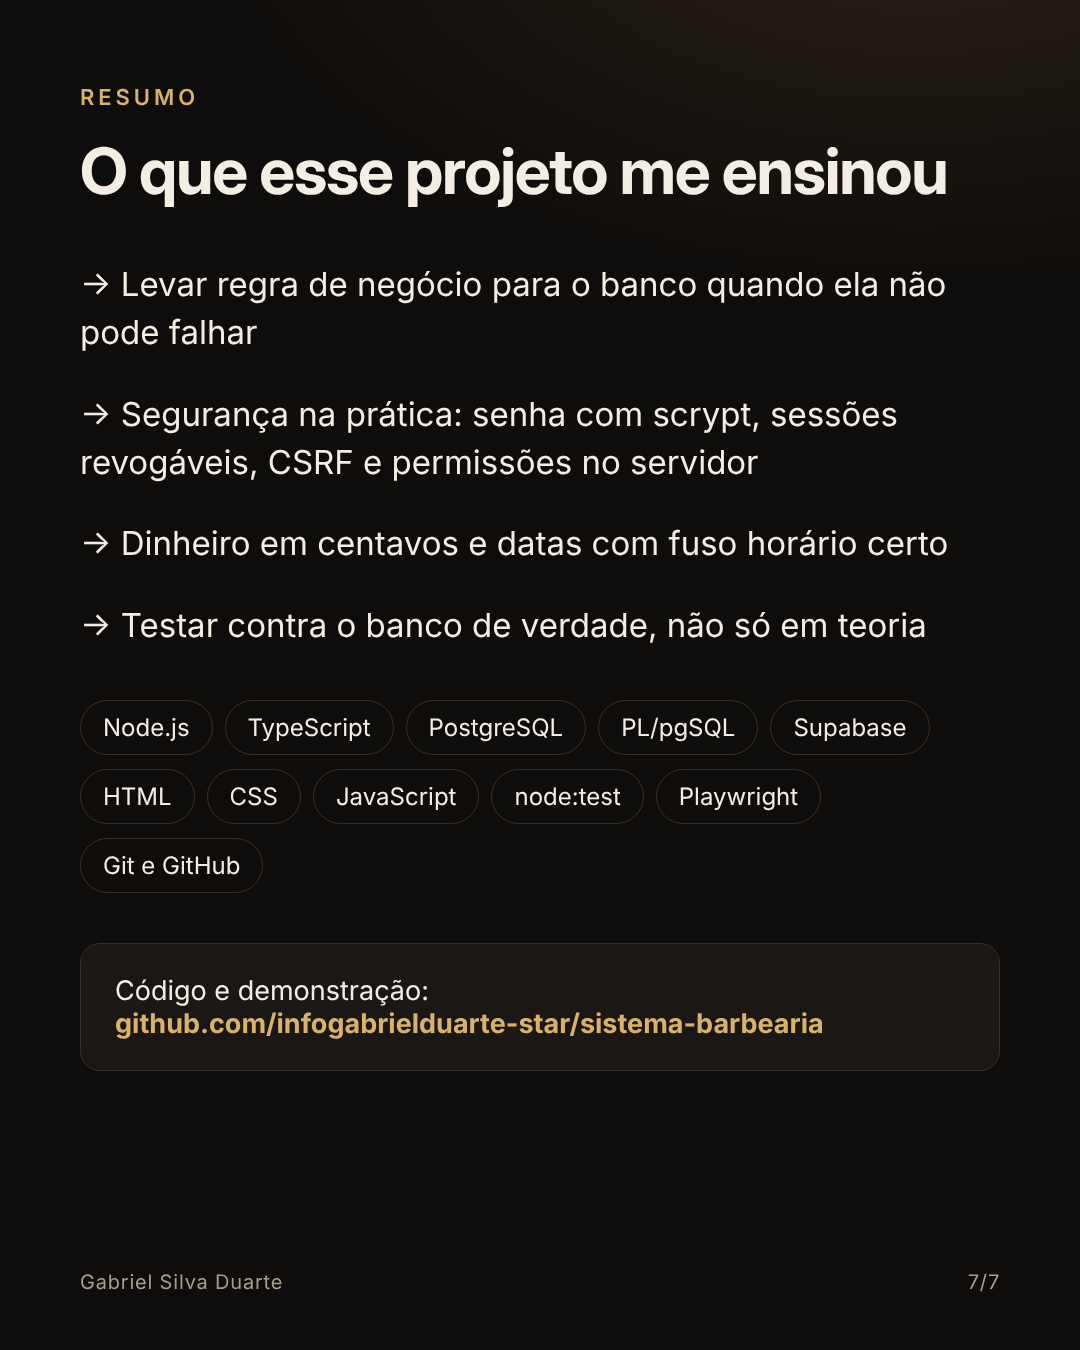 RESUMO
O que esse projeto me ensinou
→ Levar regra de negócio para o banco quando ela não
pode falhar
→ Segurança na prática: senha com scrypt, sessões
revogáveis, CSRF e permissões no servidor
→ Dinheiro em centavos e datas com fuso horário certo
→ Testar contra o banco de verdade, não só em teoria
Node.js TypeScript PostgreSQL PL/pgSQL Supabase
HTML CSS JavaScript node:test Playwright
Git e GitHub
Código e demonstração:
github.com/infogabrielduarte-star/sistema-barbearia
Gabriel Silva Duarte 7/7